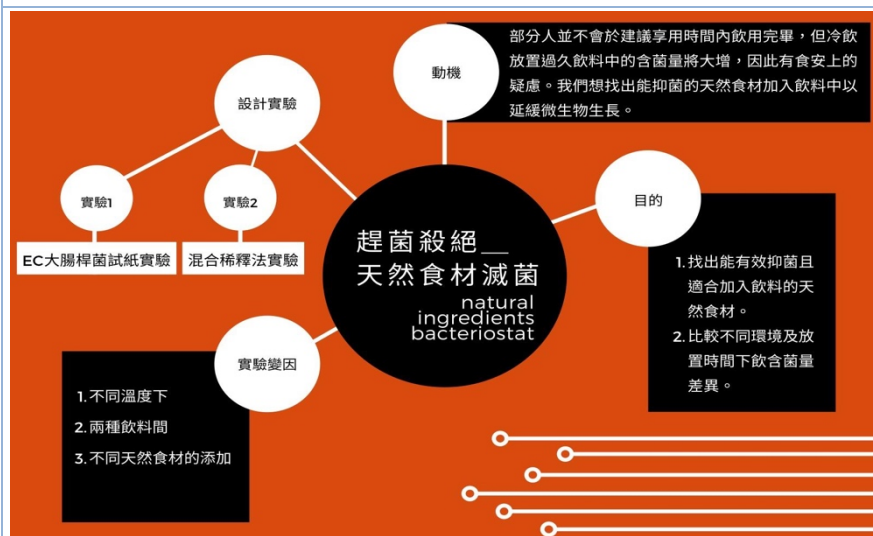 動機
部分人並不會於建議享用時間內飲用完畢，但冷飲
放置過久飲料中的含菌量將大增，因此有食安上的
疑慮。我們想找出能抑菌的天然食材加入飲料中以
延緩微生物生長。
設計實驗
實驗1
實驗2
EC大腸桿菌試紙實驗
混合稀釋法實驗
趕菌殺絕__
天然食材滅菌
natural
ingredients
bacteriostat
目的
1.找出能有效抑菌且
適合加入飲料的天
然食材。
2.比較不同環境及放
置時間下飲含菌量
差異。
實驗變因
1.不同溫度下
2.兩種飲料間
3.不同天然食材的添加